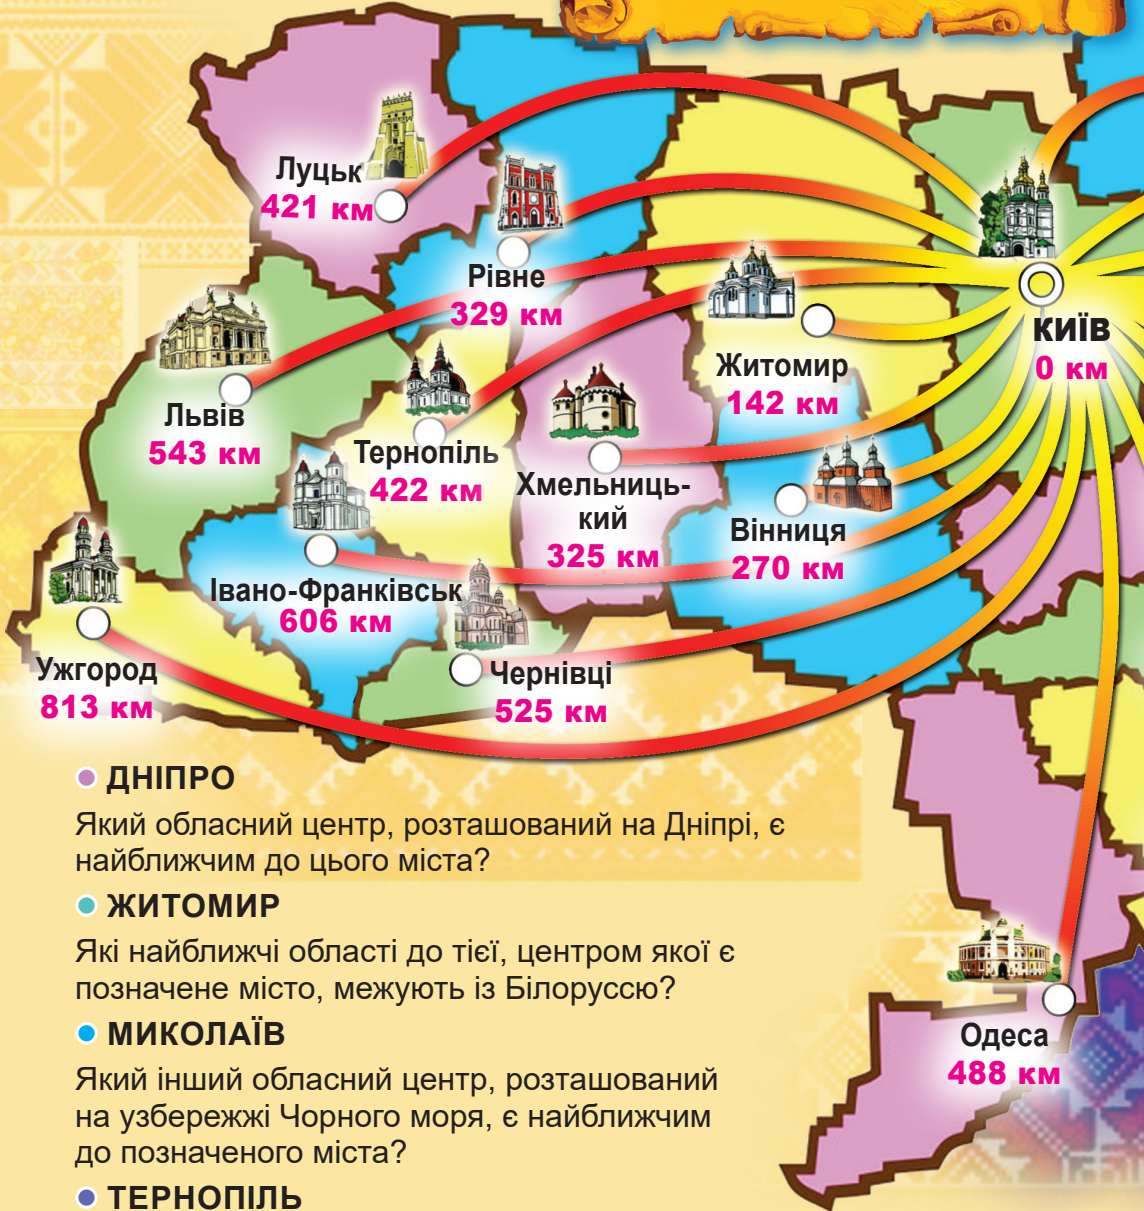 Луцьк
421 км
Рівне
329 км
Львів
543 км
Тернопіль
422 км
Хмельниць-
кий
325 км
Житомир
142 км
КИЇВ
0 км
Вінниця
270 км
Івано-Франківськ
606 км
Ужгород
813 км
Чернівці
525 км
ДНІПРО
Який обласний центр, розташований на Дніпрі, є
найближчим до цього міста?
ЖИТОМИР
Які найближчі області до тієї, центром якої є
позначене місто, межують із Білоруссю?
МИКОЛАЇВ
Який інший обласний центр, розташований
на узбережжі Чорного моря, є найближчим
до позначеного міста?
ТЕРНОПІЛЬ
Одеса
488 км